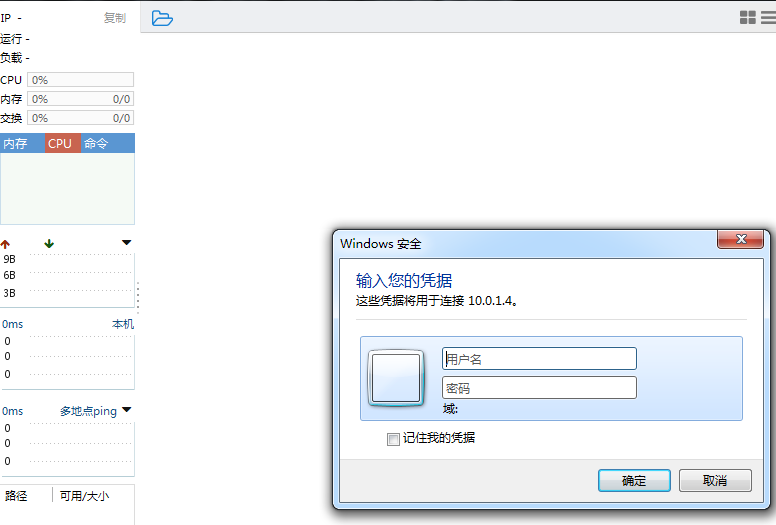 IP - 复制
运行 -
负载 -
CPU 0%
内存 0% 0/0
交换 0% 0/0
内存 CPU 命令
9B
6B
3B
0ms 本机
0
0
0
0ms 多地点ping
0
0
0
路径 可用/大小
Windows 安全
输入您的凭据
这些凭据将用于连接 10.0.1.4。
用户名
密码
域:
记住我的凭据
确定 取消